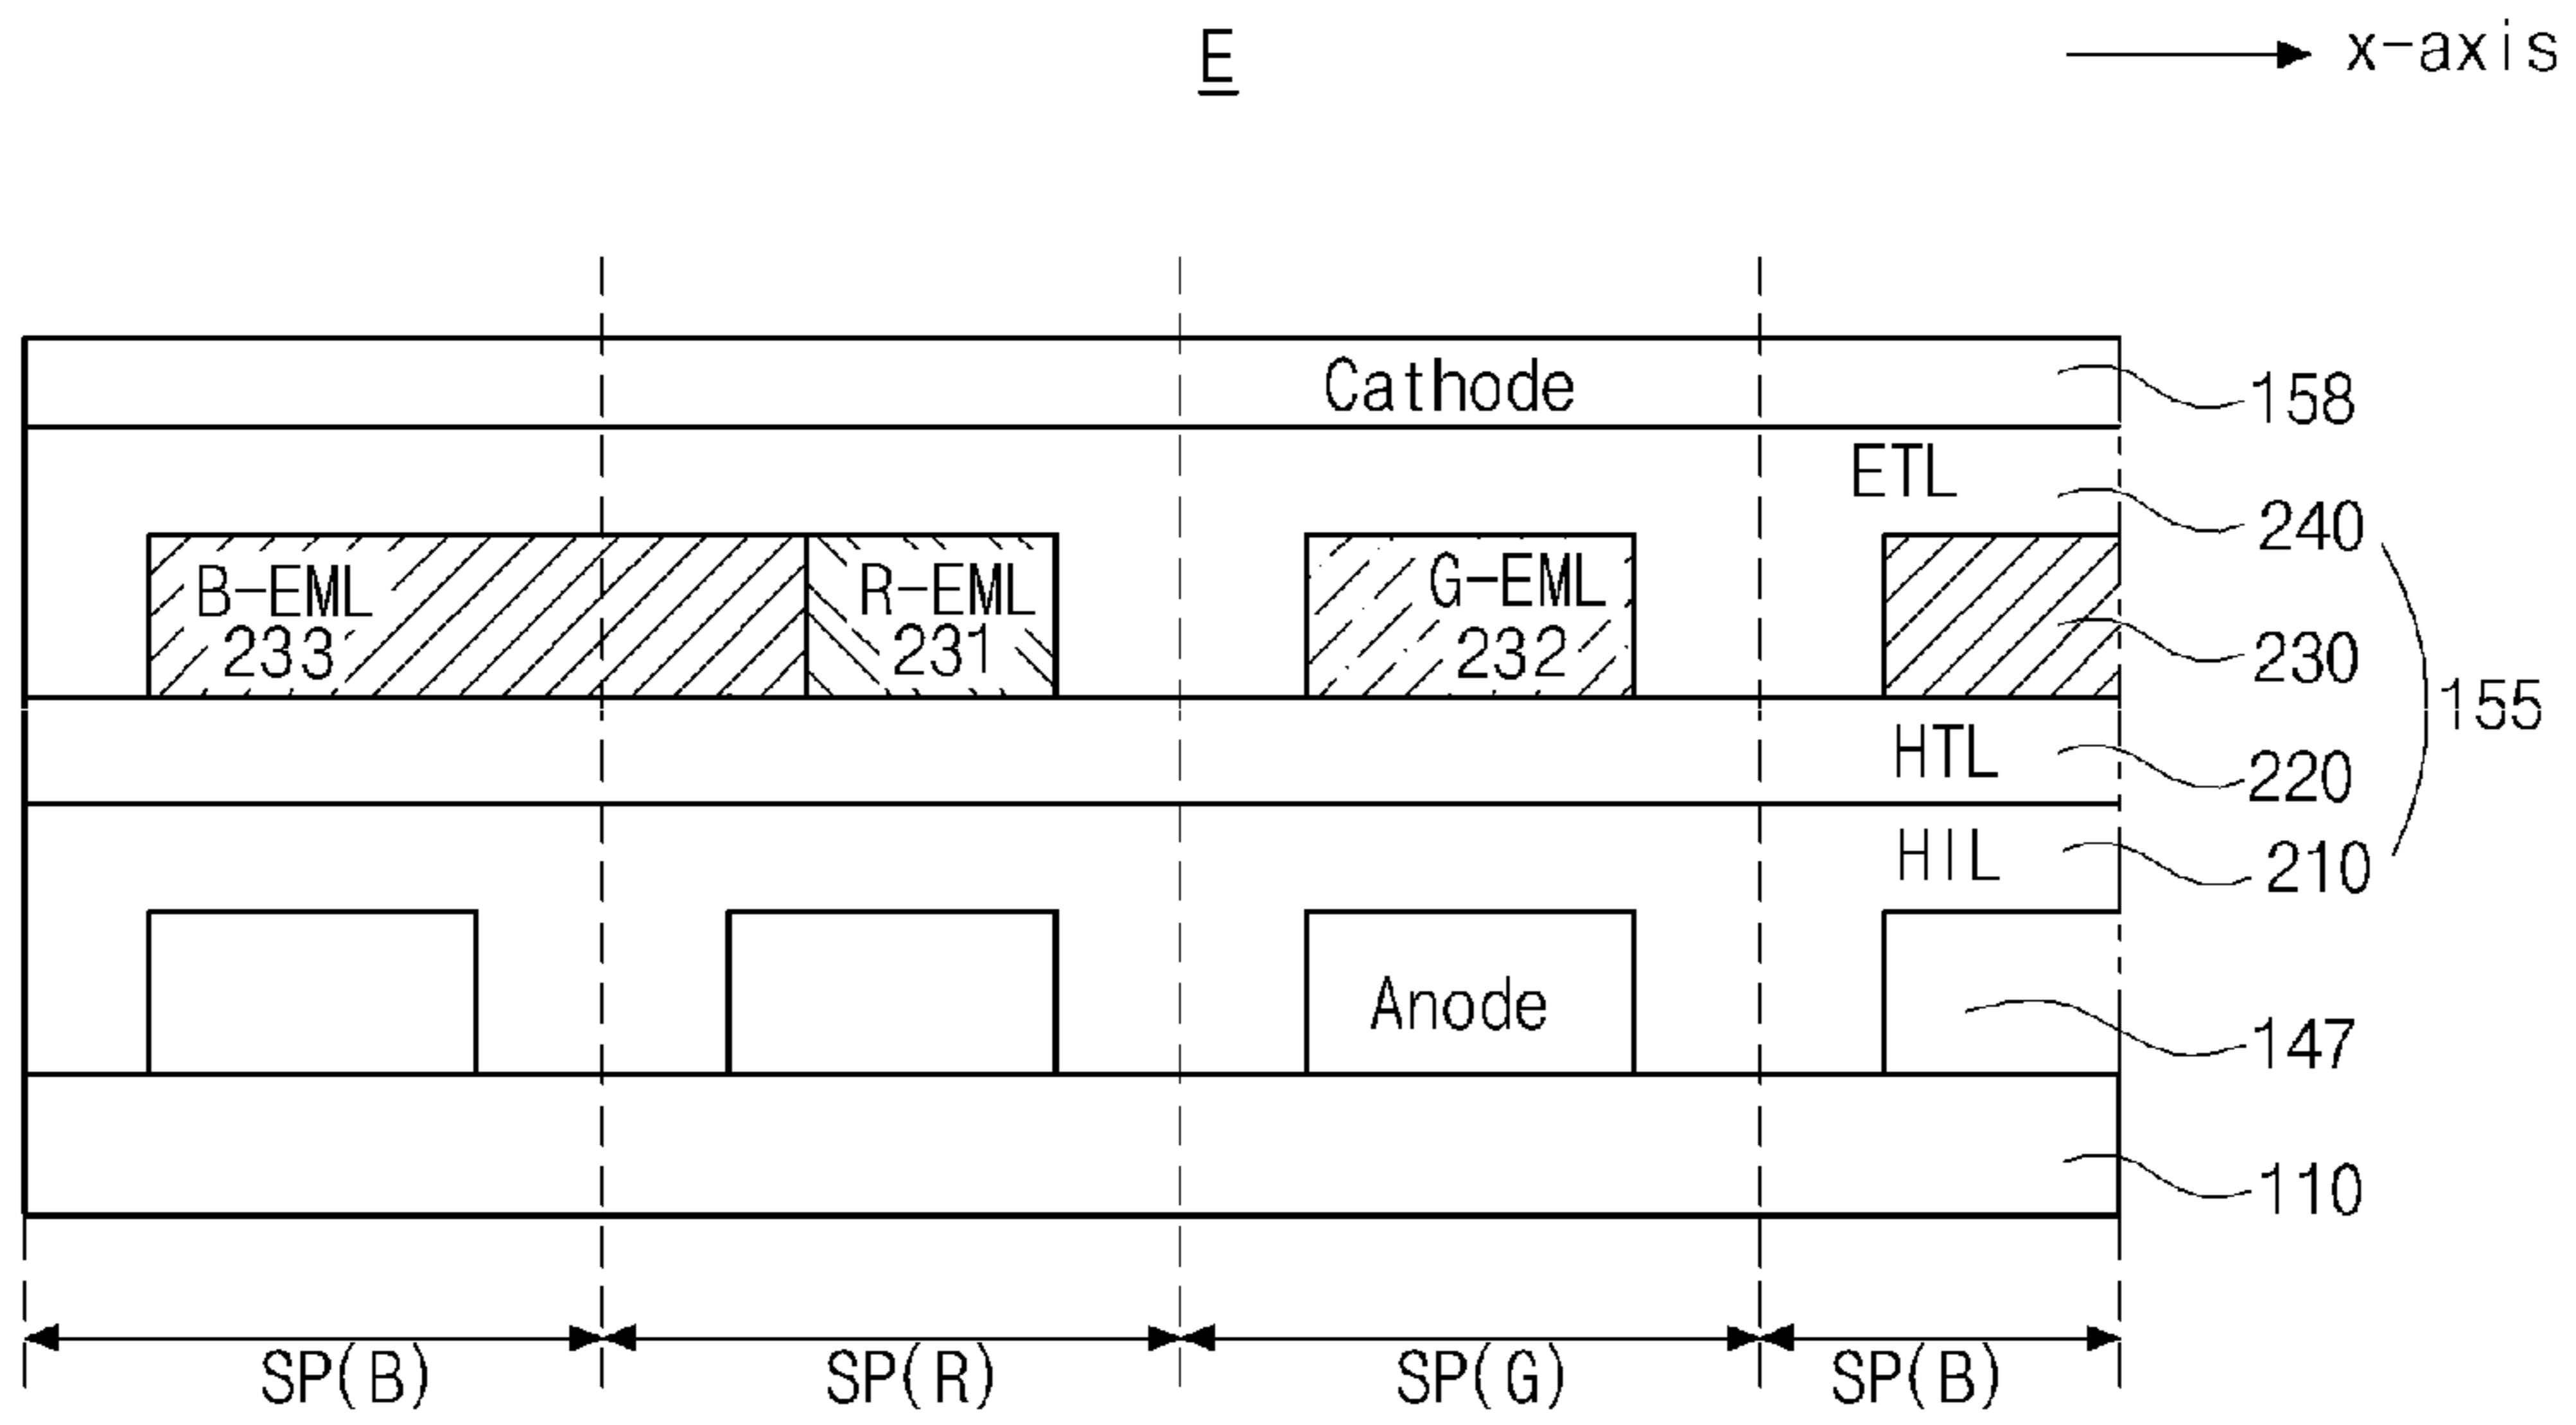 E
x-axis
Cathode
158
ETL
240
B-EML
233
R-EML
231
G-EML
232
230
155
HTL
220
HIL
210
Anode
147
110
SP(B)
SP(R)
SP(G)
SP(B)